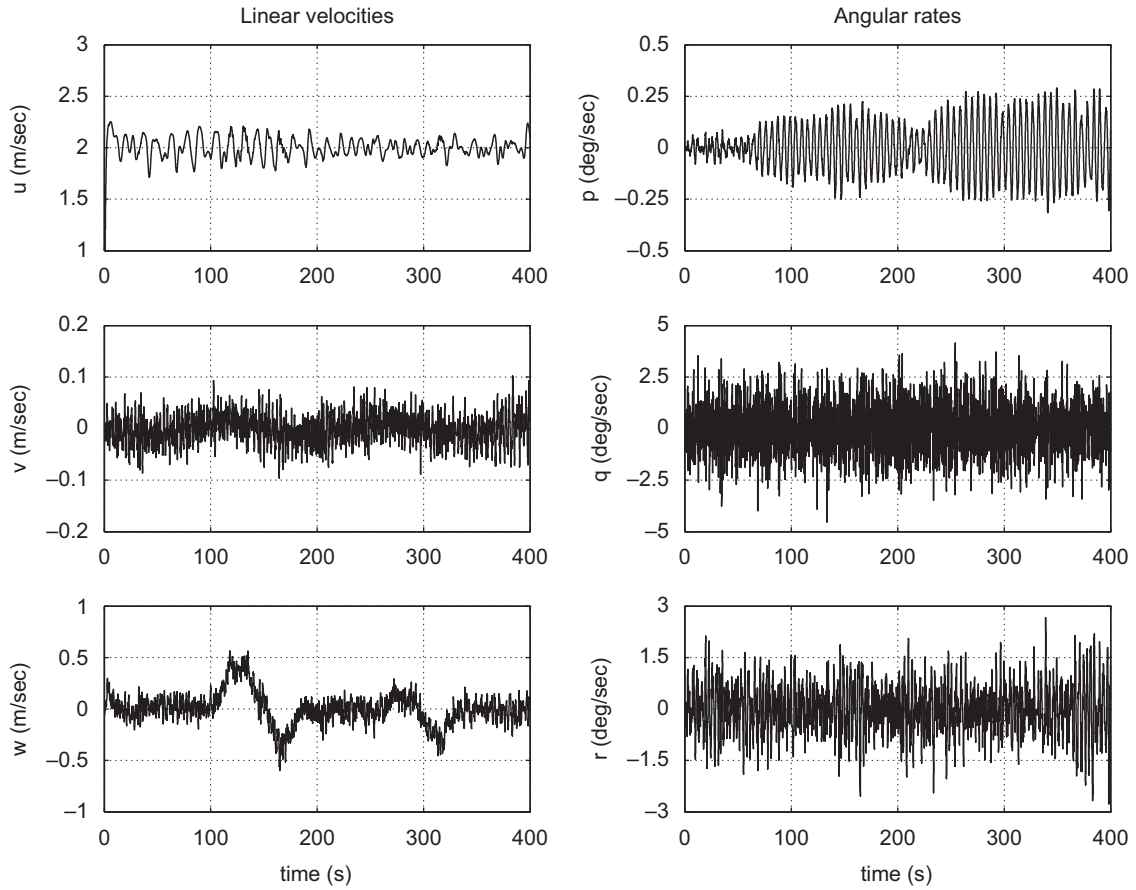 Linear velocities
3
2.5
2
1.5
1
u (m/sec)
0 100 200 300 400
Angular rates
0.5
0.25
0
–0.25
–0.5
p (deg/sec)
0 100 200 300 400
0.2
0.1
0
–0.1
–0.2
v (m/sec)
0 100 200 300 400
5
2.5
0
–2.5
–5
q (deg/sec)
0 100 200 300 400
1
0.5
0
–0.5
–1
w (m/sec)
0 100 200 300 400
time (s)
3
1.5
0
–1.5
–3
r (deg/sec)
0 100 200 300 400
time (s)